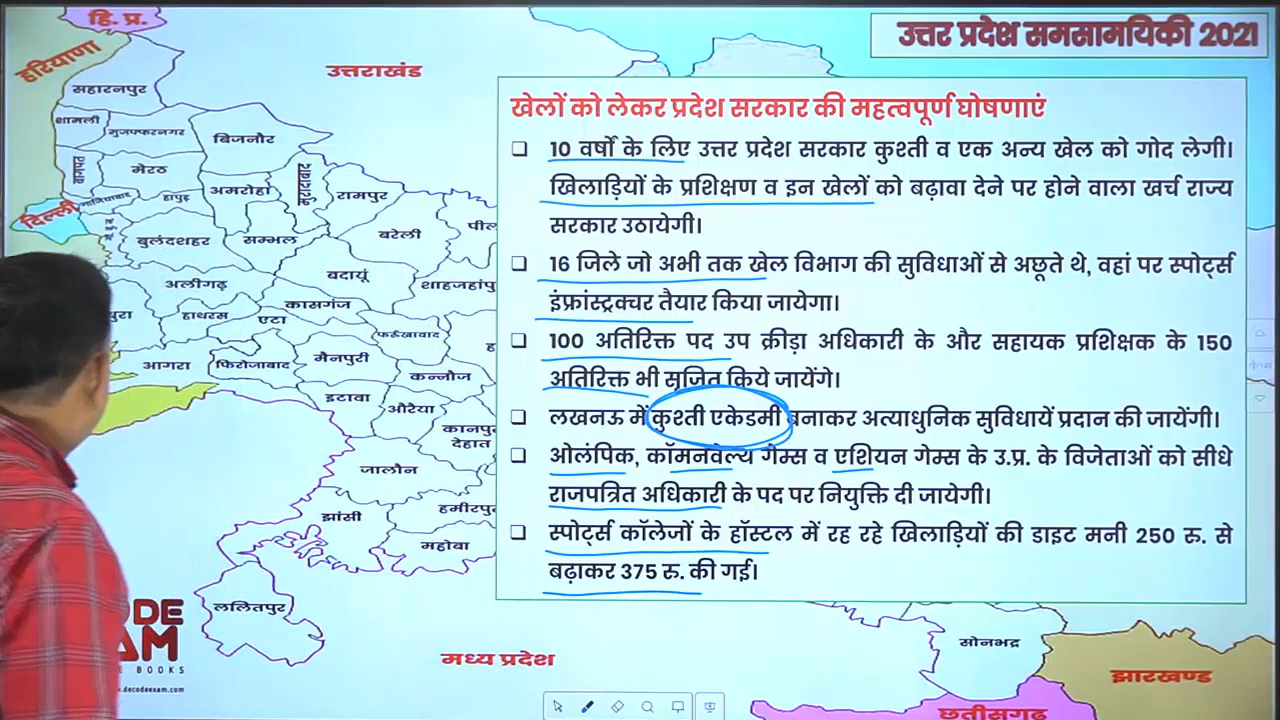 हि. प्र.
उत्तर प्रदेश समसामयिकी 2021
हरियाणा
उत्तराखंड
सहारनपुर
शामली
मुजफ्फरनगर
बिजनौर
बागपत
मेरठ
अमरोहा
मुरादाबाद
रामपुर
दिल्ली
गाजियाबाद
हापुड़
बुलंदशहर
सम्भल
बरेली
पील
बदायूं
अलीगढ़
कासगंज
शाहजहांपु
हाथरस
एटा
फर्रुखाबाद
आगरा
फिरोजाबाद
मैनपुरी
कन्नौज
इटावा
औरैया
कानपु
देहात
जालौन
झांसी
हमीरपु
महोबा
ललितपुर
खेलों को लेकर प्रदेश सरकार की महत्वपूर्ण घोषणाएं
10 वर्षो के लिए उत्तर प्रदेश सरकार कुश्ती व एक अन्य खेल को गोद लेगी।
खिलाड़ियों के प्रशिक्षण व इन खेलों को बढ़ावा देने पर होने वाला खर्च राज्य
सरकार उठायेगी।
16 जिले जो अभी तक खेल विभाग की सुविधाओं से अछूते थे, वहां पर स्पोर्ट्स
इंफ्रांस्ट्रक्चर तैयार किया जायेगा।
100 अतिरिक्त पद उप क्रीड़ा अधिकारी के और सहायक प्रशिक्षक के 150
अतिरिक्त भी सृजित किये जायेंगे।
लखनऊ में कुश्ती एकेडमी बनाकर अत्याधुनिक सुविधायें प्रदान की जायेंगी।
ओलंपिक, कॉमनवेल्थ गेम्स व एशियन गेम्स के उ.प्र. के विजेताओं को सीधे
राजपत्रित अधिकारी के पद पर नियुक्ति दी जायेगी।
स्पोर्ट्स कॉलेजों के हॉस्टल में रह रहे खिलाड़ियों की डाइट मनी 250 रु. से
बढ़ाकर 375 रु. की गई।
सोनभद्र
मध्य प्रदेश
झारखण्ड
छत्तीसगढ़
BOOKS
.decodeexam.com